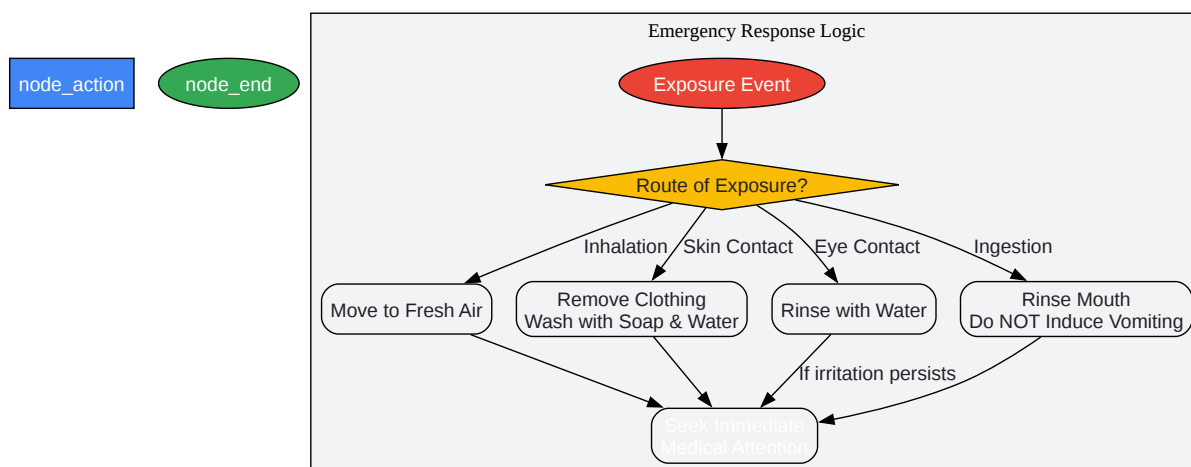 Emergency Response Logic
node_action
node_end
Exposure Event
Route of Exposure?
Inhalation
Skin Contact
Eye Contact
Ingestion
Move to Fresh Air
Remove Clothing
Wash with Soap & Water
Rinse with Water
Rinse Mouth
Do NOT Induce Vomiting
If irritation persists
Seek Immediate
Medical Attention